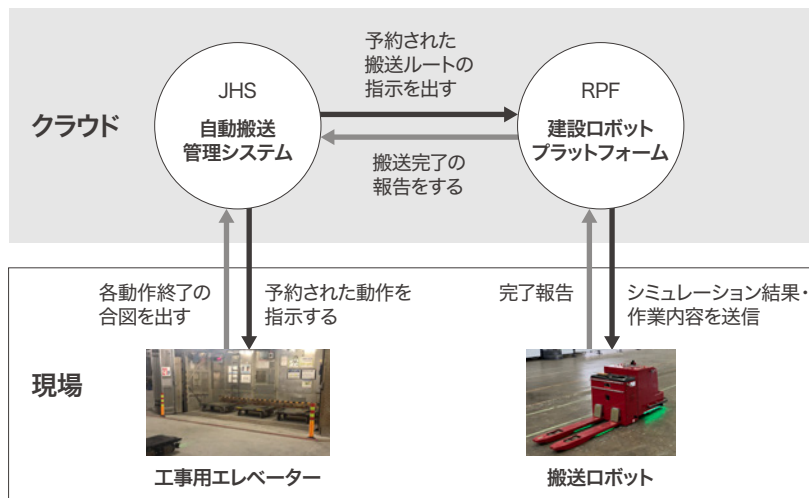 クラウド
JHS
自動搬送
管理システム
予約された
搬送ルートの
指示を出す
搬送完了の
報告をする
RPF
建設ロボット
プラットフォーム
各動作終了の
合図を出す
予約された動作を
指示する
完了報告
シミュレーション結果・
作業内容を送信
現場
工事用エレベーター
搬送ロボット